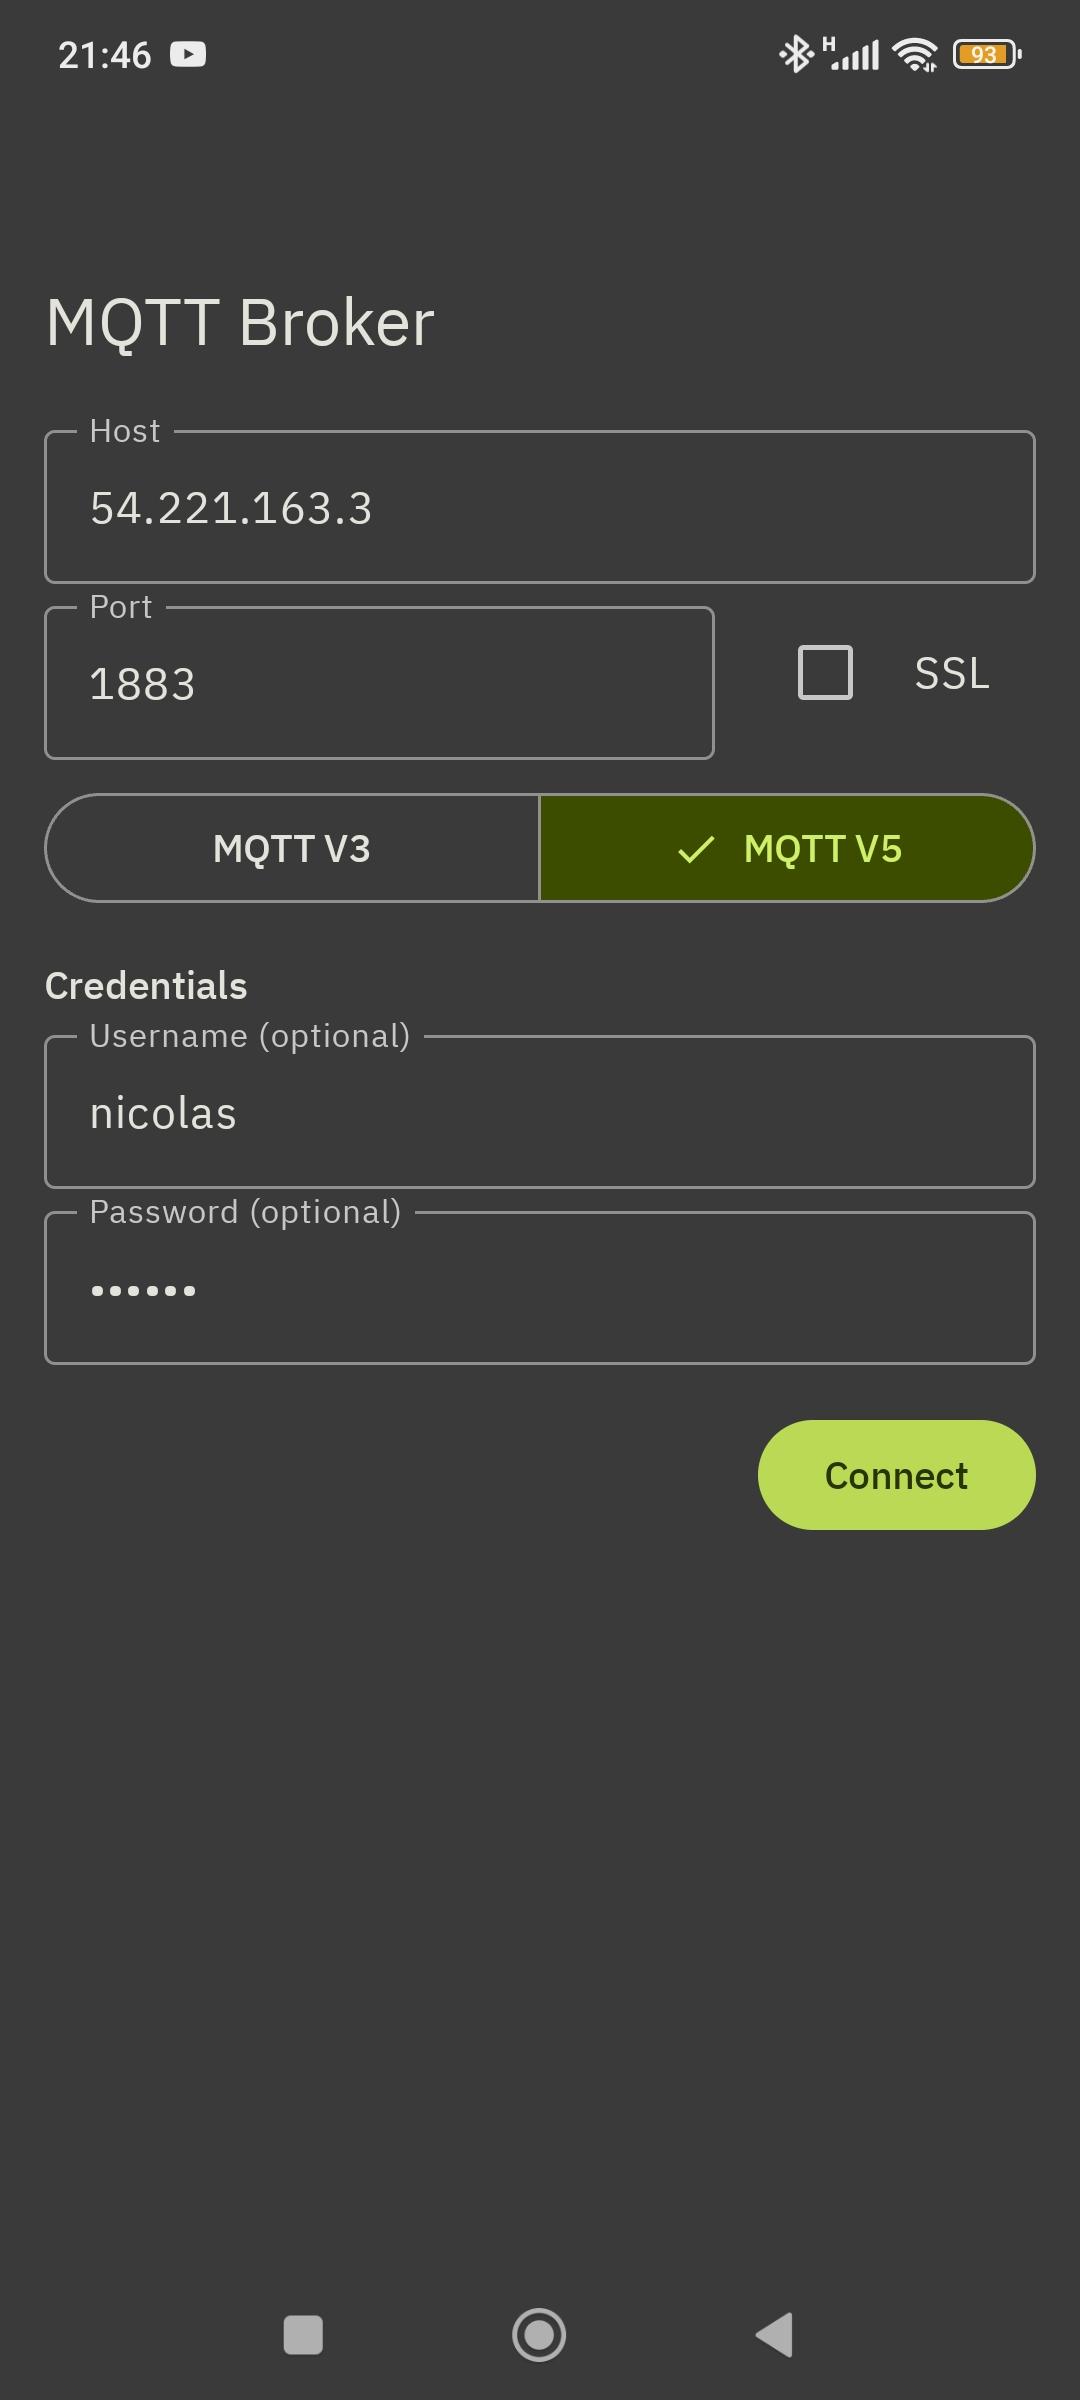 21:46
H
93
MQTT Broker
Host
54.221.163.3
Port
1883
SSL
MQTT V3
MQTT V5
Credentials
Username (optional)
nicolas
Password (optional)
••••••
Connect